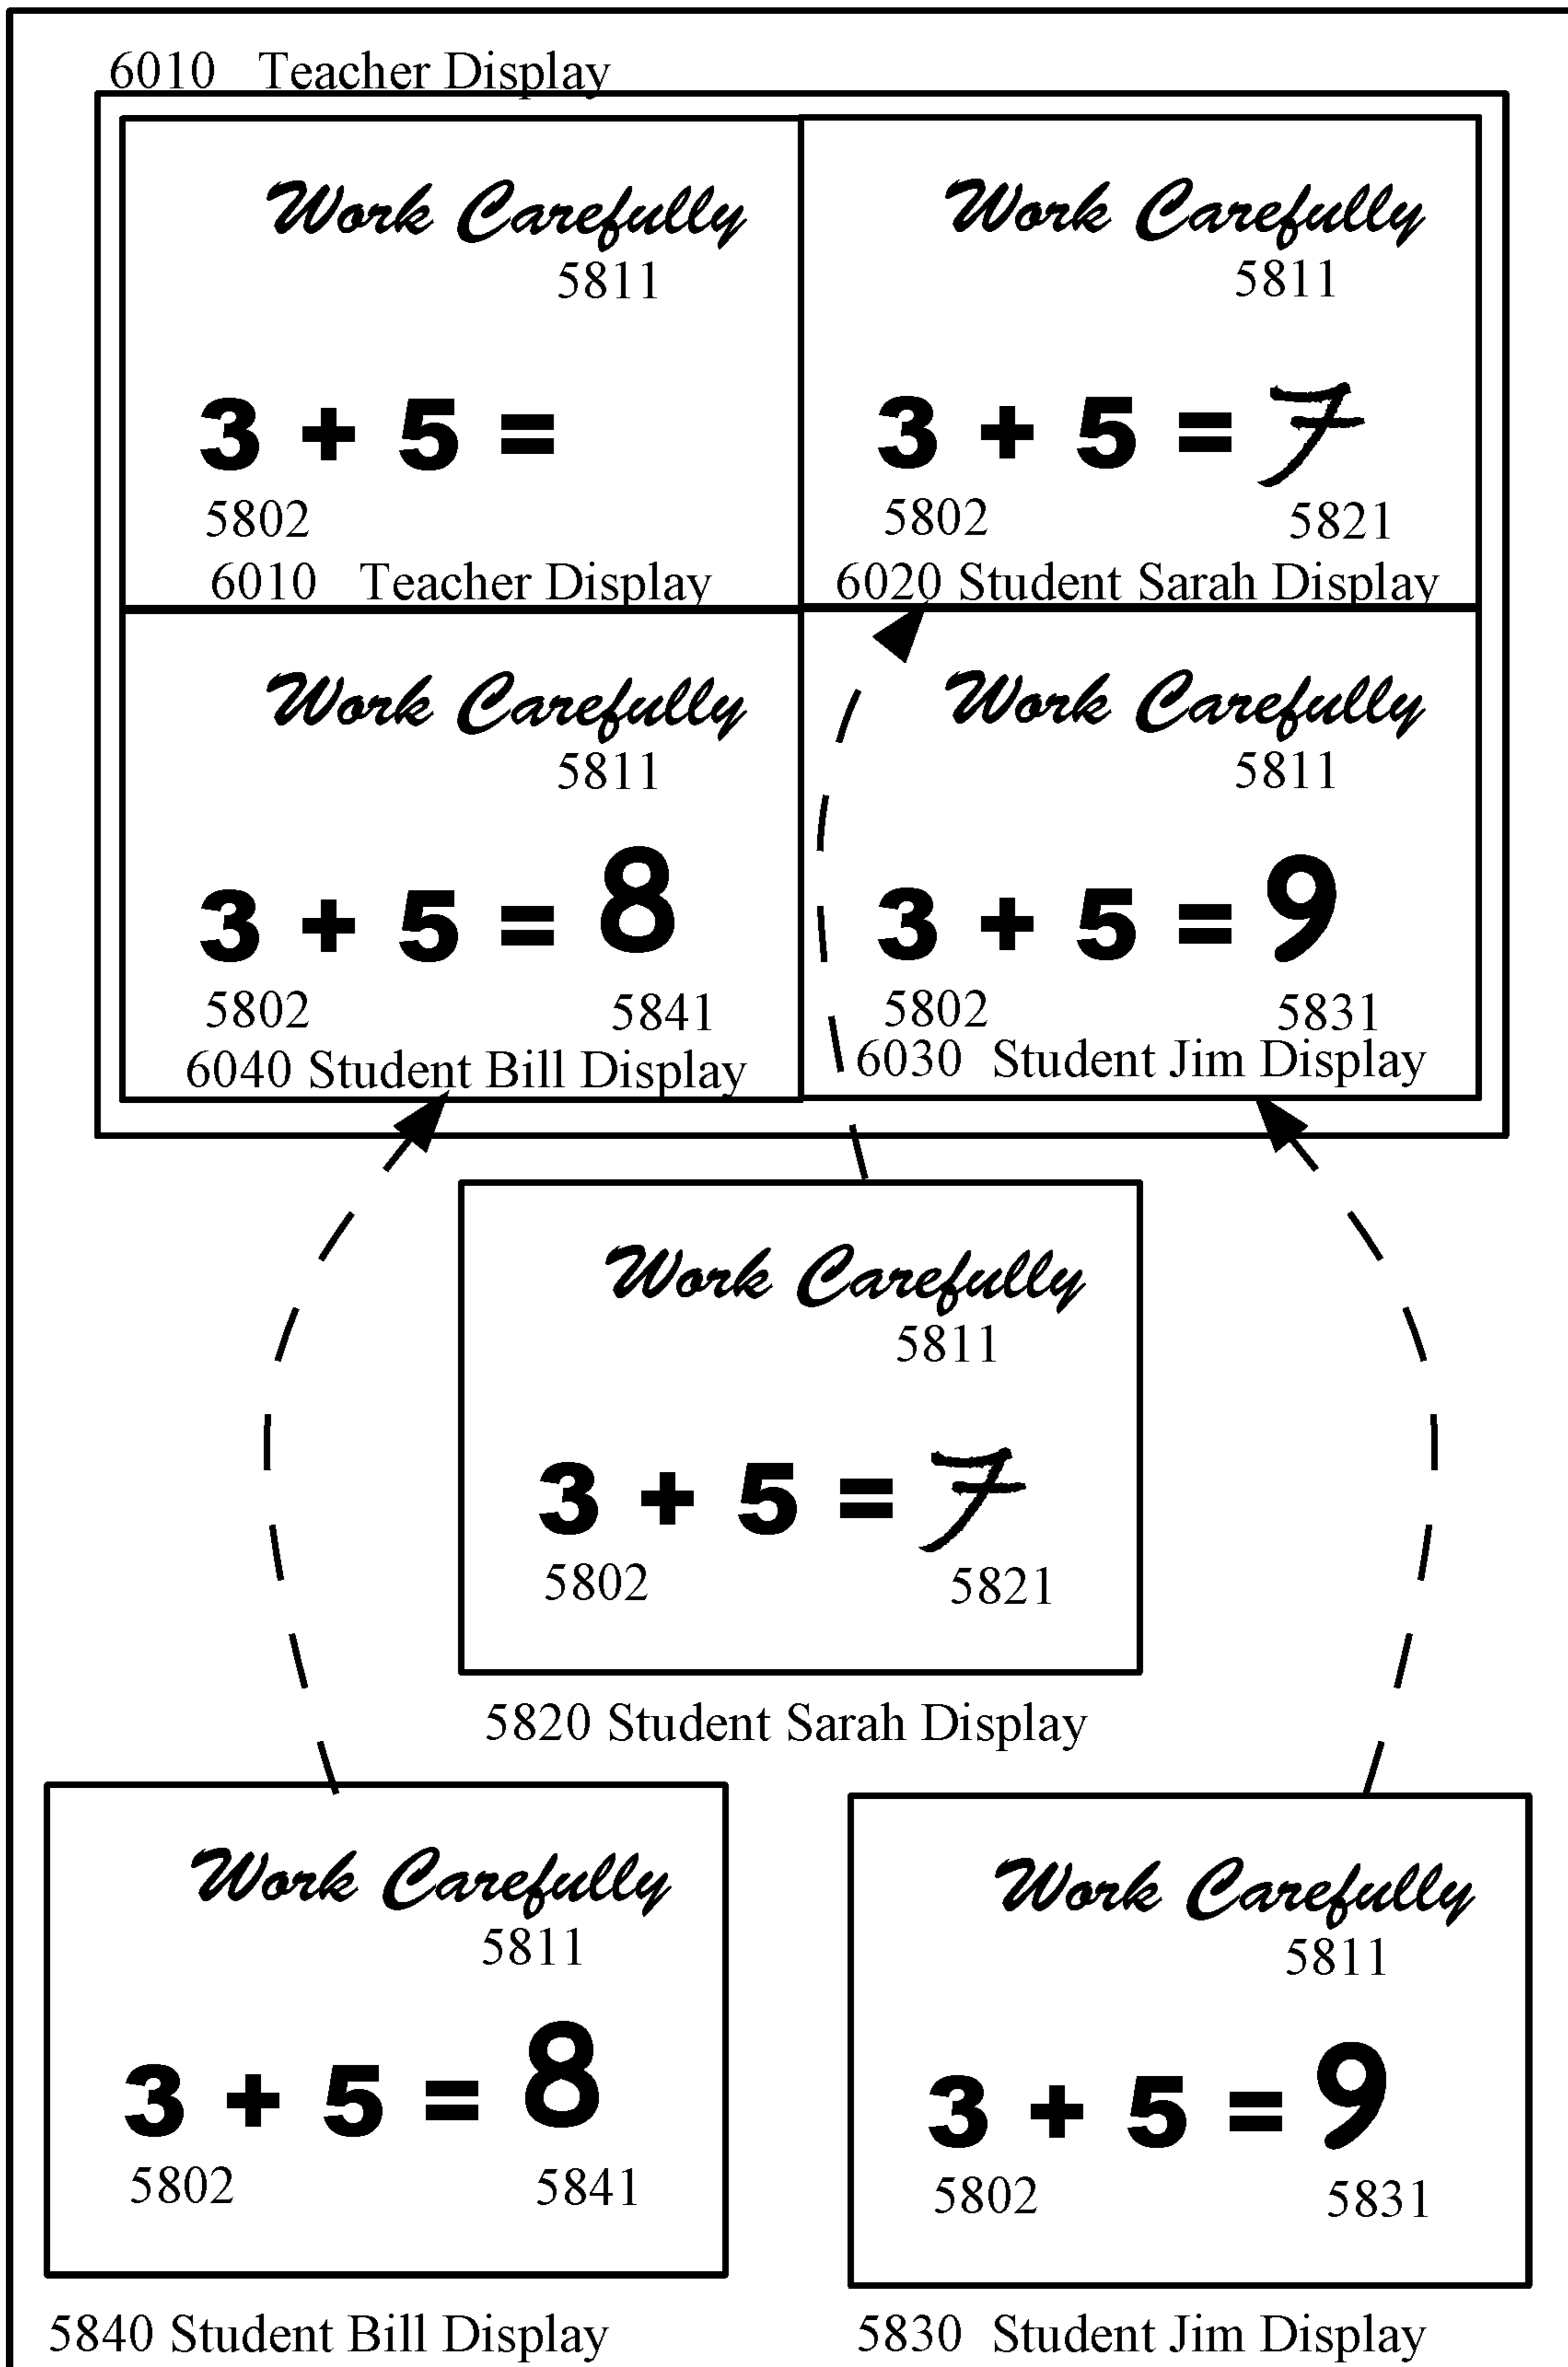 6010 Teacher Display
Work Carefully
5811
3 + 5 =
5802
6010 Teacher Display
Work Carefully
5811
3 + 5 = 7
5802 5821
6020 Student Sarah Display
Work Carefully
5811
3 + 5 = 8
5802 5841
6040 Student Bill Display
Work Carefully
5811
3 + 5 = 9
5802 5831
6030 Student Jim Display
Work Carefully
5811
3 + 5 = 7
5802 5821
5820 Student Sarah Display
Work Carefully
5811
3 + 5 = 8
5802 5841
5840 Student Bill Display
Work Carefully
5811
3 + 5 = 9
5802 5831
5830 Student Jim Display